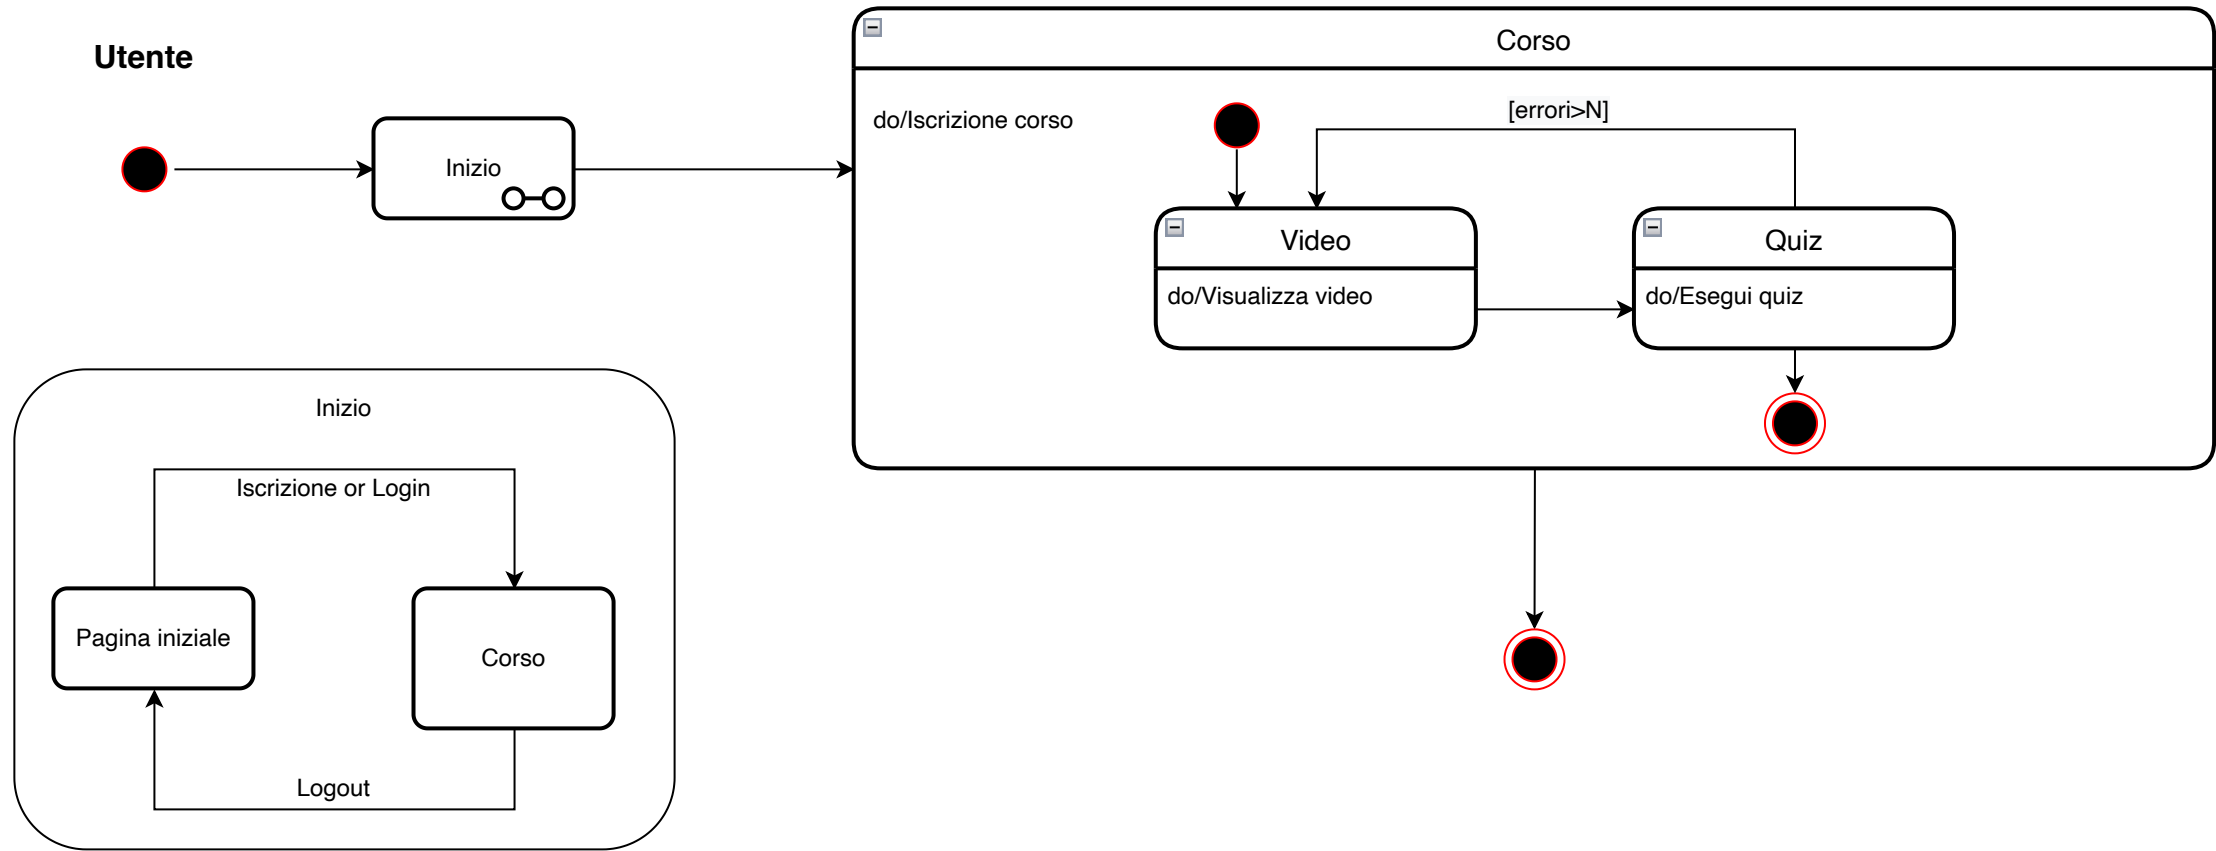 Utente
Inizio
Corso
do/Iscrizione corso
[errori>N]
Video
do/Visualizza video
Quiz
do/Esegui quiz
Inizio
Iscrizione or Login
Pagina iniziale
Corso
Logout